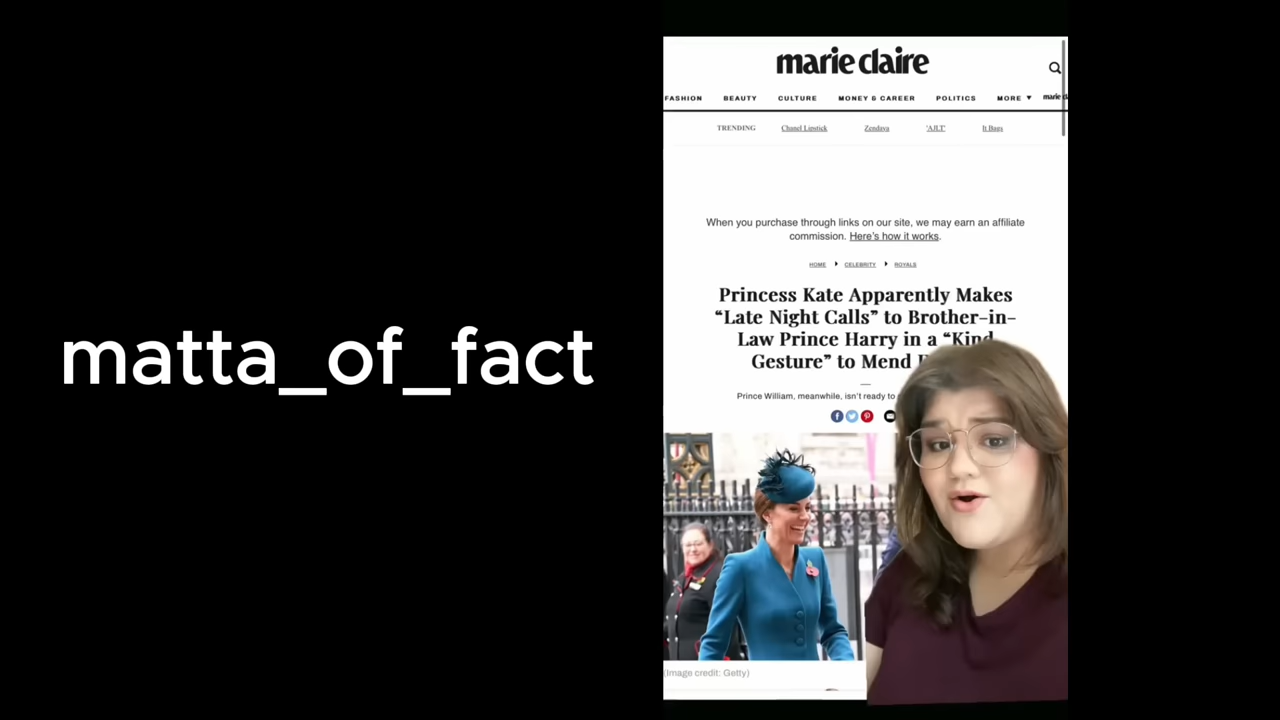 matta_of_fact
marie claire
FASHION BEAUTY CULTURE MONEY & CAREER POLITICS MORE ▼ marie
TRENDING Chanel Lipstick Zendaya 'AJLT' It Bags
When you purchase through links on our site, we may earn an affiliate
commission. Here's how it works.
HOME CELEBRITY ROYALS
Princess Kate Apparently Makes
“Late Night Calls” to Brother-in-
Law Prince Harry in a “Kind
Gesture” to Mend
Prince William, meanwhile, isn't ready to
(Image credit: Getty)